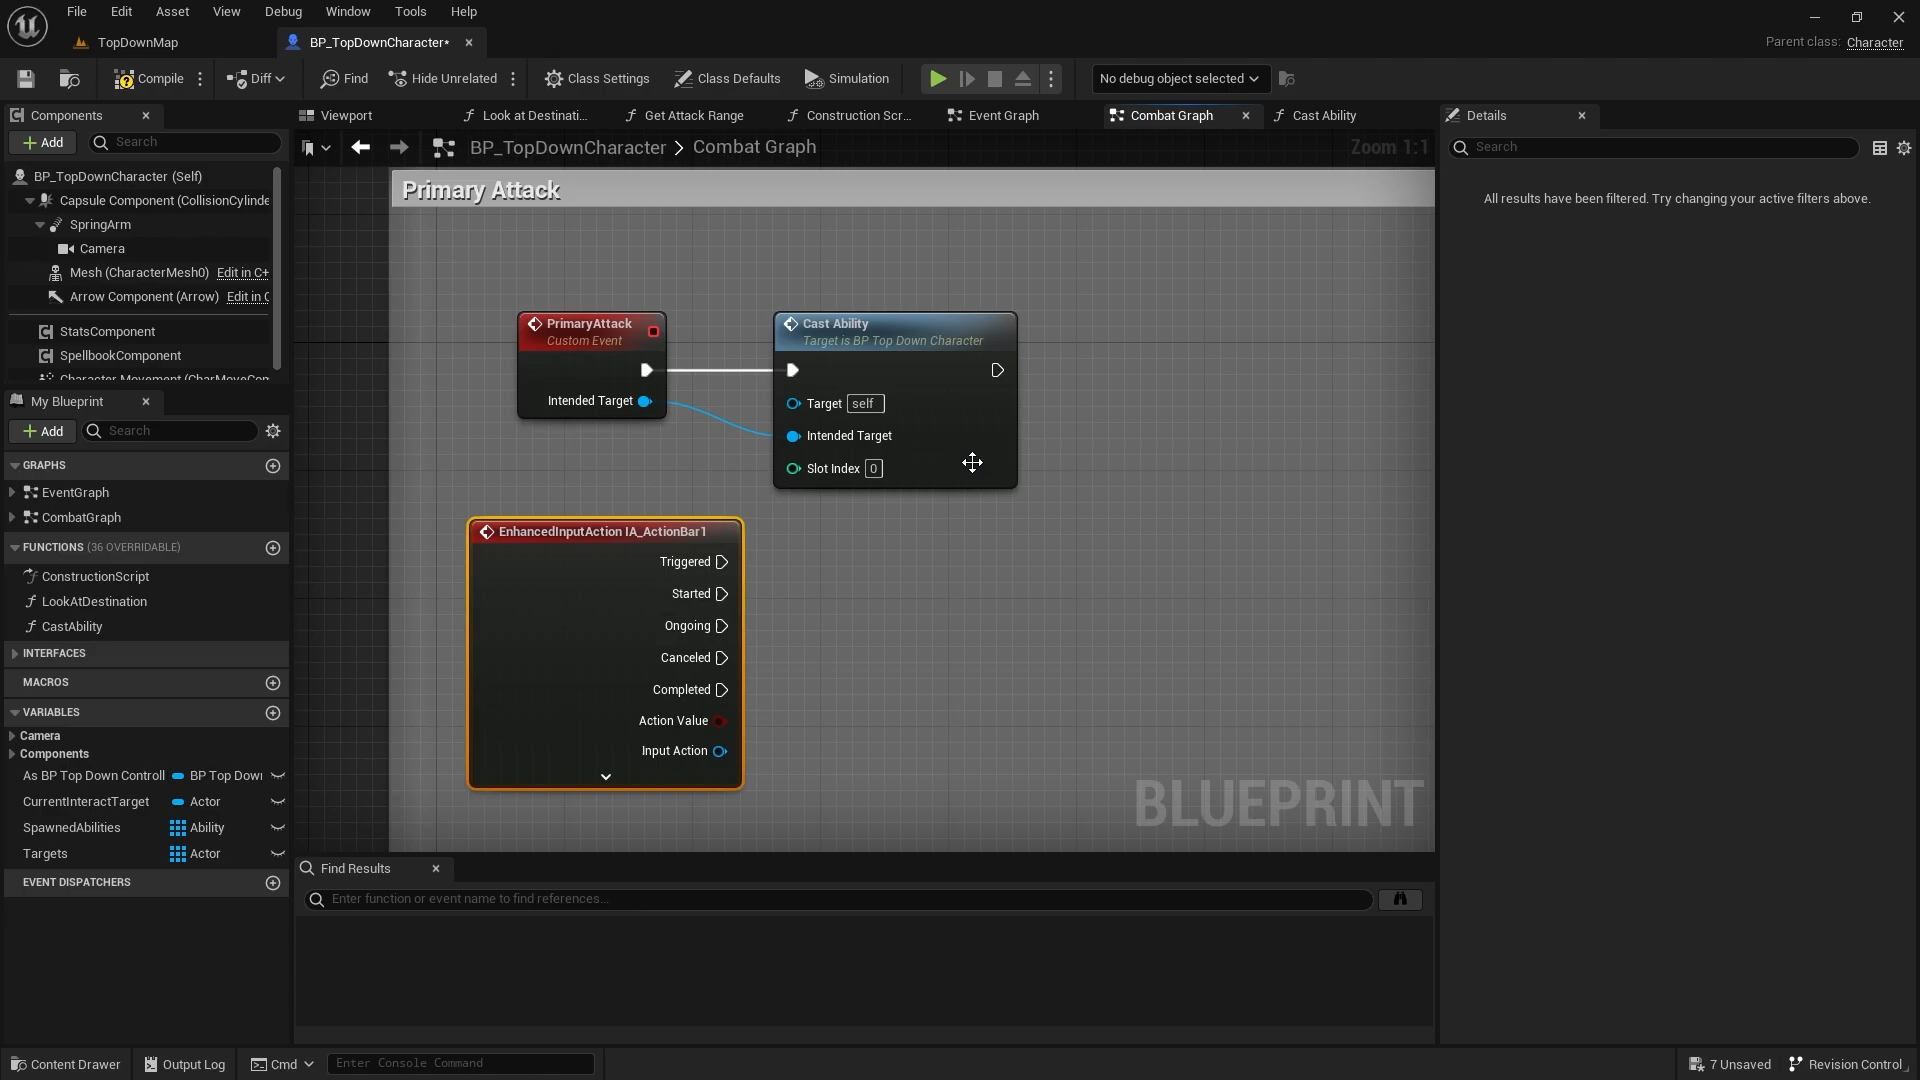 File Edit Asset View Debug Window Tools Help
TopDownMap
BP_TopDownCharacter*
Parent class: Character
Compile
Diff
Find
Hide Unrelated
Class Settings
Class Defaults
Simulation
No debug object selected
Components
Add
Search
BP_TopDownCharacter (Self)
Capsule Component (CollisionCylinde
SpringArm
Camera
Mesh (CharacterMesh0) Edit in C+
Arrow Component (Arrow) Edit in C
StatsComponent
SpellbookComponent
Character Movement (CharMoveCom
My Blueprint
Add
Search
GRAPHS
EventGraph
CombatGraph
FUNCTIONS (36 OVERRIDABLE)
ConstructionScript
LookAtDestination
CastAbility
INTERFACES
MACROS
VARIABLES
Camera
Components
As BP Top Down Controll BP Top Down
CurrentInteractTarget Actor
SpawnedAbilities Ability
Targets Actor
EVENT DISPATCHERS
Viewport
Look at Destinati...
Get Attack Range
Construction Scr...
Event Graph
Combat Graph
Cast Ability
BP_TopDownCharacter > Combat Graph
Zoom 1:1
Primary Attack
PrimaryAttack
Custom Event
Intended Target
Cast Ability
Target is BP Top Down Character
Target self
Intended Target
Slot Index 0
EnhancedInputAction IA_ActionBar1
Triggered
Started
Ongoing
Canceled
Completed
Action Value
Input Action
BLUEPRINT
Find Results
Enter function or event name to find references...
Details
Search
All results have been filtered. Try changing your active filters above.
Content Drawer
Output Log
Cmd
Enter Console Command
7 Unsaved
Revision Control